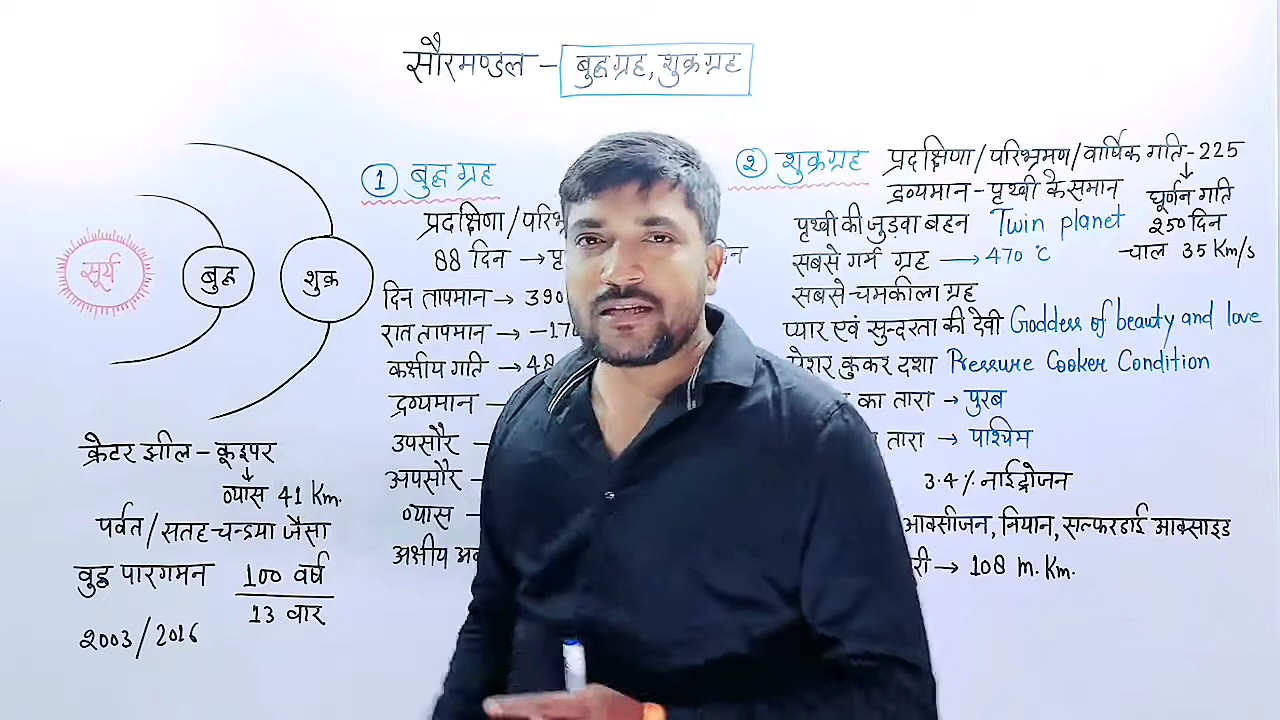 सौरमण्डल - बुद्धग्रह, शुक्रग्रह
सूर्य
बुद्ध
शुक्र
क्रेटर झील - कूइपर
व्यास 41 Km.
पर्वत/सतह - चन्द्रमा जैसा
बुद्ध पारगमन 100 वर्ष
13 वार
2003/2016
1 बुद्ध ग्रह
प्रदक्षिणा/
88 दिन →
दिन तापमान → 390
रात तापमान →
कक्षीय गति →
द्रव्यमान →
उपसौर -
अपसौर -
व्यास -
अक्षीय
2 शुक्रग्रह प्रदक्षिणा/परिभ्रमण/वार्षिक गति - 225
द्रव्यमान - पृथ्वी के समान घूर्णन गति
पृथ्वी की जुड़वा बहन Twin planet 250 दिन
सबसे गर्म ग्रह → 470 °C चाल 35 Km/s
सबसे चमकीला ग्रह
प्यार एवं सुन्दरता की देवी Goddess of beauty and love
कुकर दशा Pressure Cooker Condition
का तारा → पुरब
तारा → पश्चिम
3.4% नाईट्रोजन
आक्सीजन, नियान, सल्फरडाई आक्साइड
→ 108 m. Km.